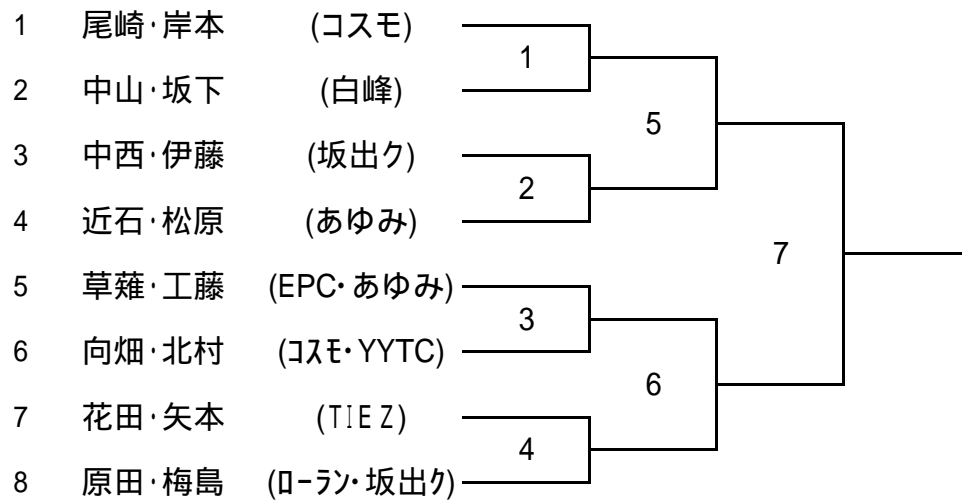 1 尾崎・岸本 (コスモ)
2 中山・坂下 (白峰)
3 中西・伊藤 (坂出ク)
4 近石・松原 (あゆみ)
5 草薙・工藤 (EPC・あゆみ)
6 向畑・北村 (ｺｽﾓ・YYTC)
7 花田・矢本 (TIEZ)
8 原田・梅島 (ﾛｰﾗﾝ・坂出ｸ)
1
2
3
4
5
6
7